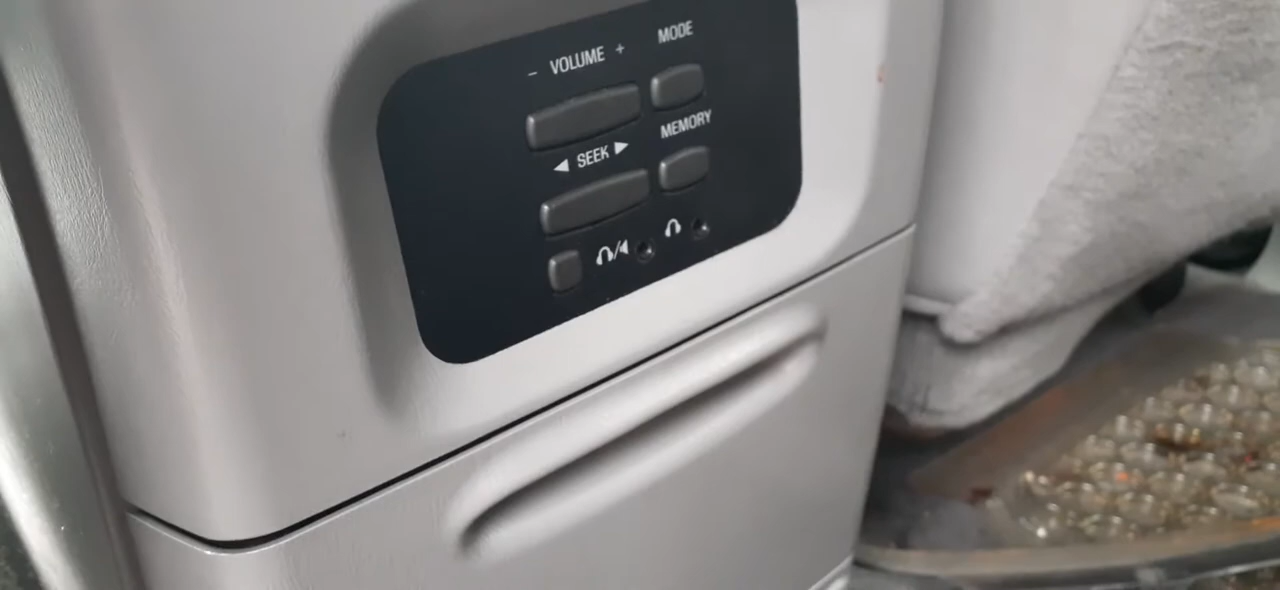 - VOLUME +
MODE
MEMORY
◄ SEEK ►
/